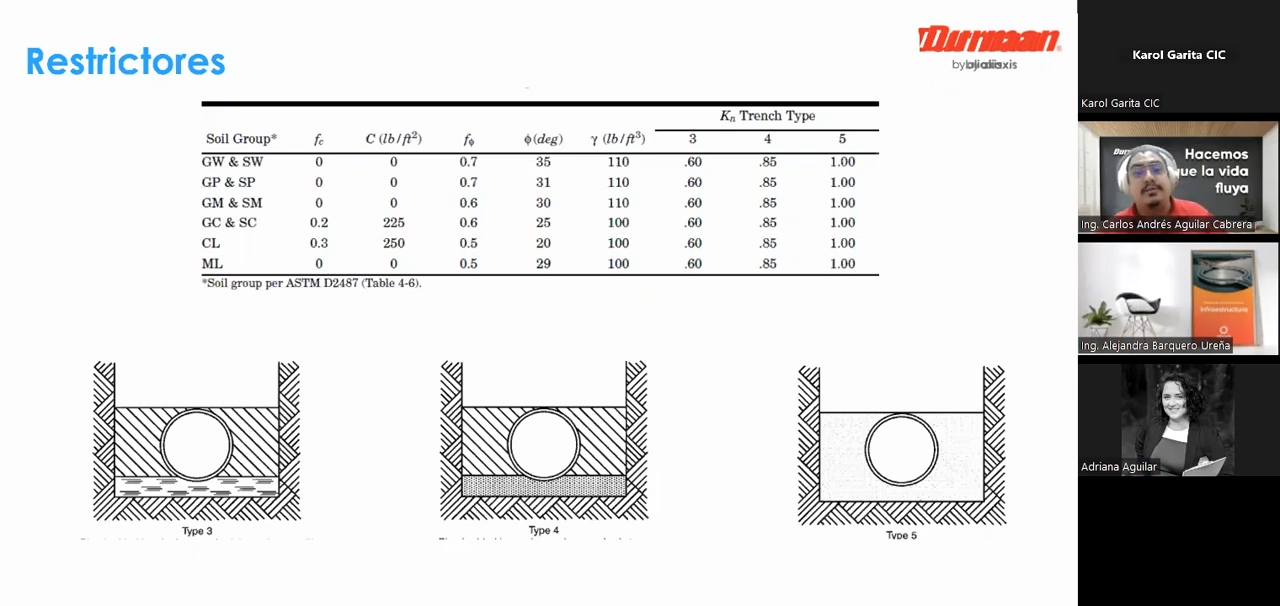 Restrictores
Durman
by aliaxis
Kn Trench Type
Soil Group* fc C (lb/ft²) fϕ ϕ(deg) γ (lb/ft³) 3 4 5
GW & SW 0 0 0.7 35 110 .60 .85 1.00
GP & SP 0 0 0.7 31 110 .60 .85 1.00
GM & SM 0 0 0.6 30 110 .60 .85 1.00
GC & SC 0.2 225 0.6 25 100 .60 .85 1.00
CL 0.3 250 0.5 20 100 .60 .85 1.00
ML 0 0 0.5 29 100 .60 .85 1.00
*Soil group per ASTM D2487 (Table 4-6).
Type 3
Type 4
Type 5
Karol Garita CIC
Karol Garita CIC
Hacemos
que la vida
fluya
Ing. Carlos Andrés Aguilar Cabrera
Infraestructura
Ing. Alejandra Barquero Ureña
Adriana Aguilar